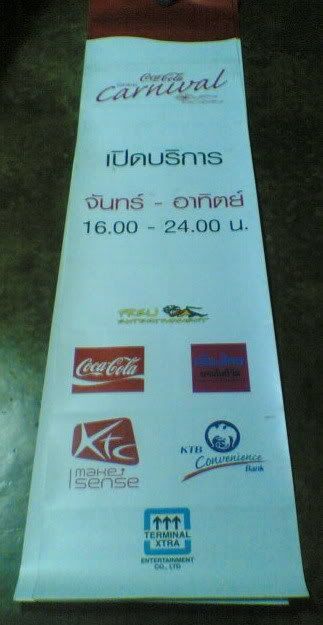 Coca-Cola
Carnival
เปิดบริการ
จันทร์ - อาทิตย์
16.00 - 24.00 น.
ENTERTAINMENT
Coca-Cola
KTC
make
sense
KTB
Convenience
Bank
TERMINAL
XTRA
ENTERTAINMENT
CO., LTD